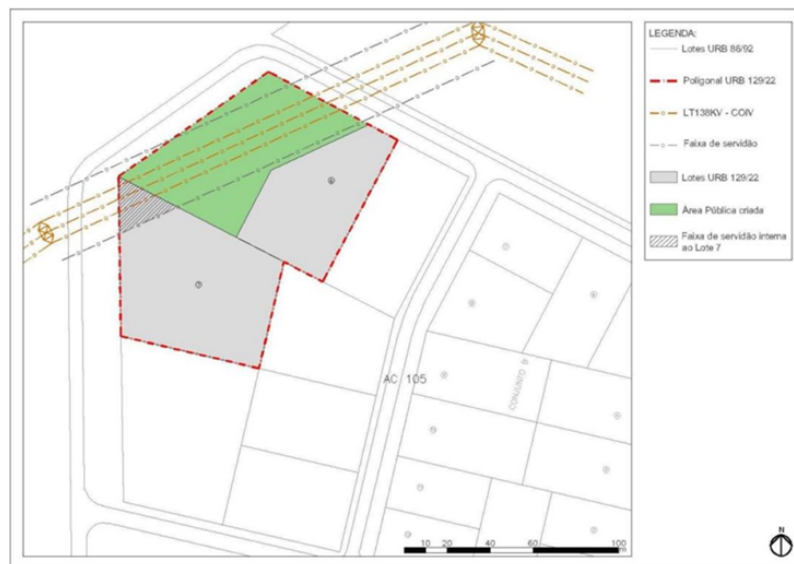 LEGENDA:
Lotes URB 86/92
Poligonal URB 129/22
LT138KV - COIV
Faixa de servidão
Lotes URB 129/22
Área Pública criada
Faixa de servidão interna
ao Lote 7
AC 105
CONJUNTO B
10 20 40 60 100
N